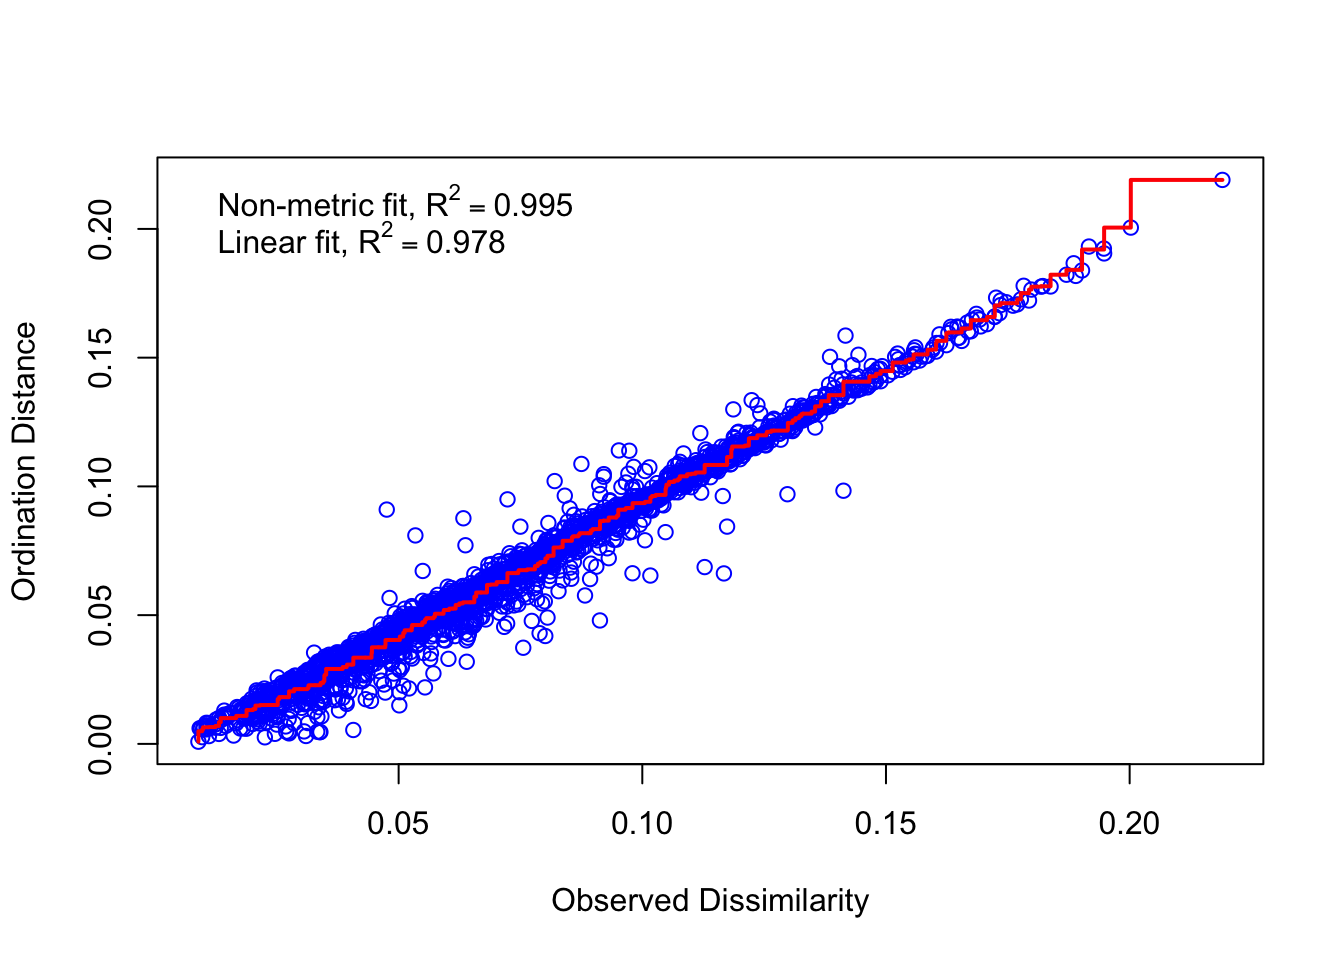 Non-metric fit, R² = 0.995
Linear fit, R² = 0.978
Ordination Distance
0.20
0.15
0.10
0.05
0.00
0.05 0.10 0.15 0.20
Observed Dissimilarity